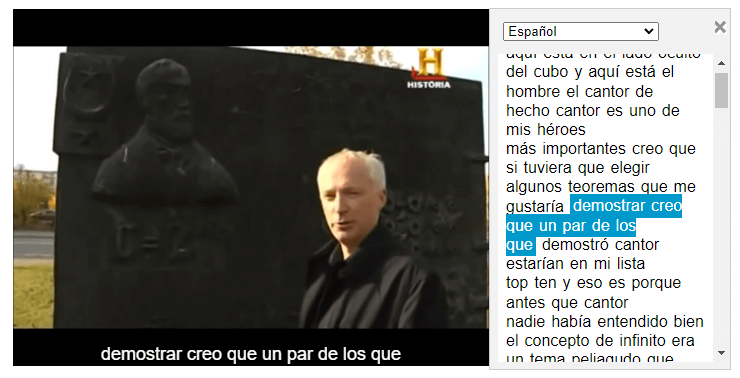 HISTORIA
C=2
demostrar creo que un par de los que
Español
aquí está en el lado oculto
del cubo y aquí está el
hombre el cantor de
hecho cantor es uno de
mis héroes
más importantes creo que
si tuviera que elegir
algunos teoremas que me
gustaría demostrar creo
que un par de los
que demostró cantor
estarían en mi lista
top ten y eso es porque
antes que cantor
nadie había entendido bien
el concepto de infinito era
un tema peliagudo que